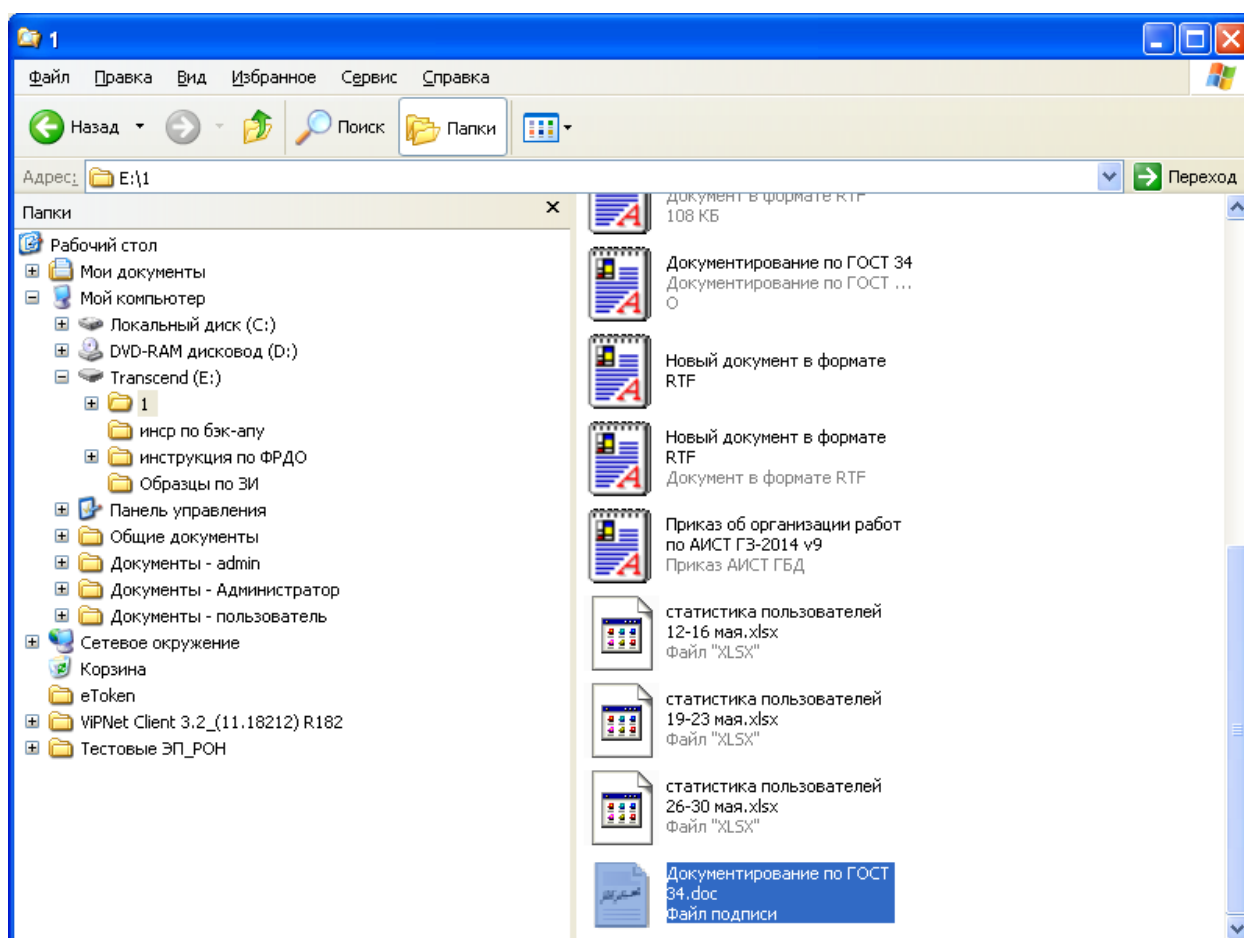 1
Файл Правка Вид Избранное Сервис Справка
Назад Поиск Папки
Адрес: E:\1 Переход
Папки
Рабочий стол
Мои документы
Мой компьютер
Локальный диск (C:)
DVD-RAM дисковод (D:)
Transcend (E:)
1
инср по бэк-апу
инструкция по ФРДО
Образцы по ЗИ
Панель управления
Общие документы
Документы - admin
Документы - Администратор
Документы - пользователь
Сетевое окружение
Корзина
eToken
ViPNet Client 3.2_(11.18212) R182
Тестовые ЭП_РОН
Документ в формате RTF
108 КБ
Документирование по ГОСТ 34
Документирование по ГОСТ ...
О
Новый документ в формате
RTF
Новый документ в формате
RTF
Документ в формате RTF
Приказ об организации работ
по АИСТ ГЗ-2014 v9
Приказ АИСТ ГБД
статистика пользователей
12-16 мая.xlsx
Файл "XLSX"
статистика пользователей
19-23 мая.xlsx
Файл "XLSX"
статистика пользователей
26-30 мая.xlsx
Файл "XLSX"
Документирование по ГОСТ
34.doc
Файл подписи